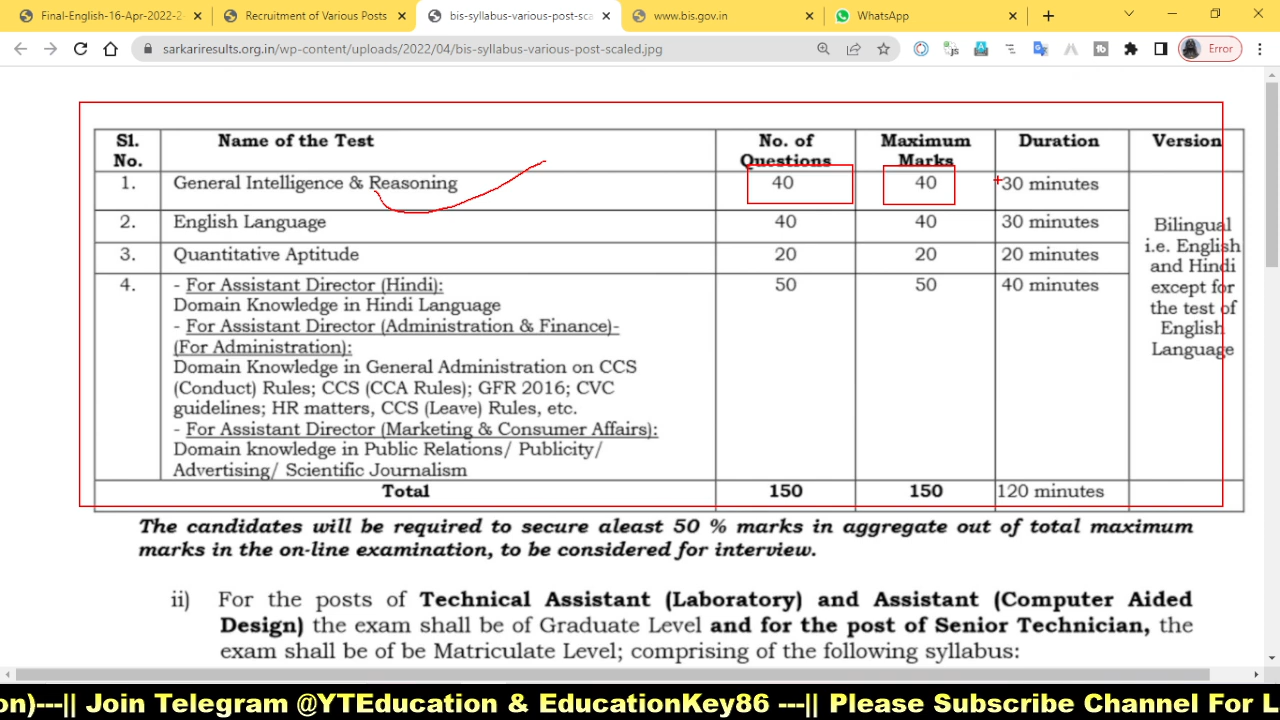 Final-English-16-Apr-2022-2
Recruitment of Various Posts
bis-syllabus-various-post-sca
www.bis.gov.in
WhatsApp
sarkariresults.org.in/wp-content/uploads/2022/04/bis-syllabus-various-post-scaled.jpg
Error
Sl. No. Name of the Test No. of Questions Maximum Marks Duration Version
1. General Intelligence & Reasoning 40 40 30 minutes
2. English Language 40 40 30 minutes
3. Quantitative Aptitude 20 20 20 minutes
4. - For Assistant Director (Hindi): 50 50 40 minutes
Domain Knowledge in Hindi Language
- For Assistant Director (Administration & Finance)-
(For Administration):
Domain Knowledge in General Administration on CCS
(Conduct) Rules; CCS (CCA Rules); GFR 2016; CVC
guidelines; HR matters, CCS (Leave) Rules, etc.
- For Assistant Director (Marketing & Consumer Affairs):
Domain knowledge in Public Relations/ Publicity/
Advertising/ Scientific Journalism
Bilingual
i.e. English
and Hindi
except for
the test of
English
Language
Total 150 150 120 minutes
The candidates will be required to secure aleast 50 % marks in aggregate out of total maximum
marks in the on-line examination, to be considered for interview.
ii) For the posts of Technical Assistant (Laboratory) and Assistant (Computer Aided
Design) the exam shall be of Graduate Level and for the post of Senior Technician, the
exam shall be of be Matriculate Level; comprising of the following syllabus:
on)---|| Join Telegram @YTEducation & EducationKey86 ---|| Please Subscribe Channel For L